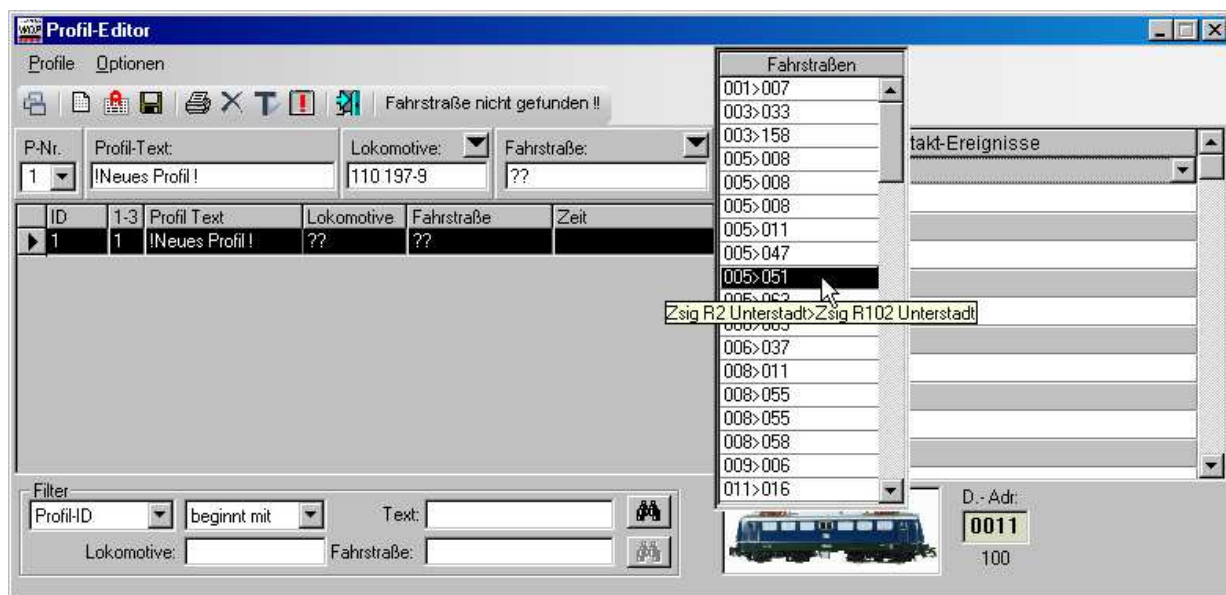 Profil-Editor
Profile Optionen
Fahrstraße nicht gefunden !!
P-Nr. Profil-Text: Lokomotive: Fahrstraße:
1 !Neues Profil ! 110 197-9 ??
ID 1-3 Profil Text Lokomotive Fahrstraße Zeit
1 1 !Neues Profil ! ?? ??
Fahrstraßen
001>007
003>033
003>158
005>008
005>008
005>008
005>011
005>047
005>051
Zsig R2 Unterstadt>Zsig R102 Unterstadt
006>037
008>011
008>055
008>055
008>058
009>006
011>016
takt-Ereignisse
Filter
Profil-ID beginnt mit Text:
Lokomotive: Fahrstraße:
D.- Adr:
0011
100